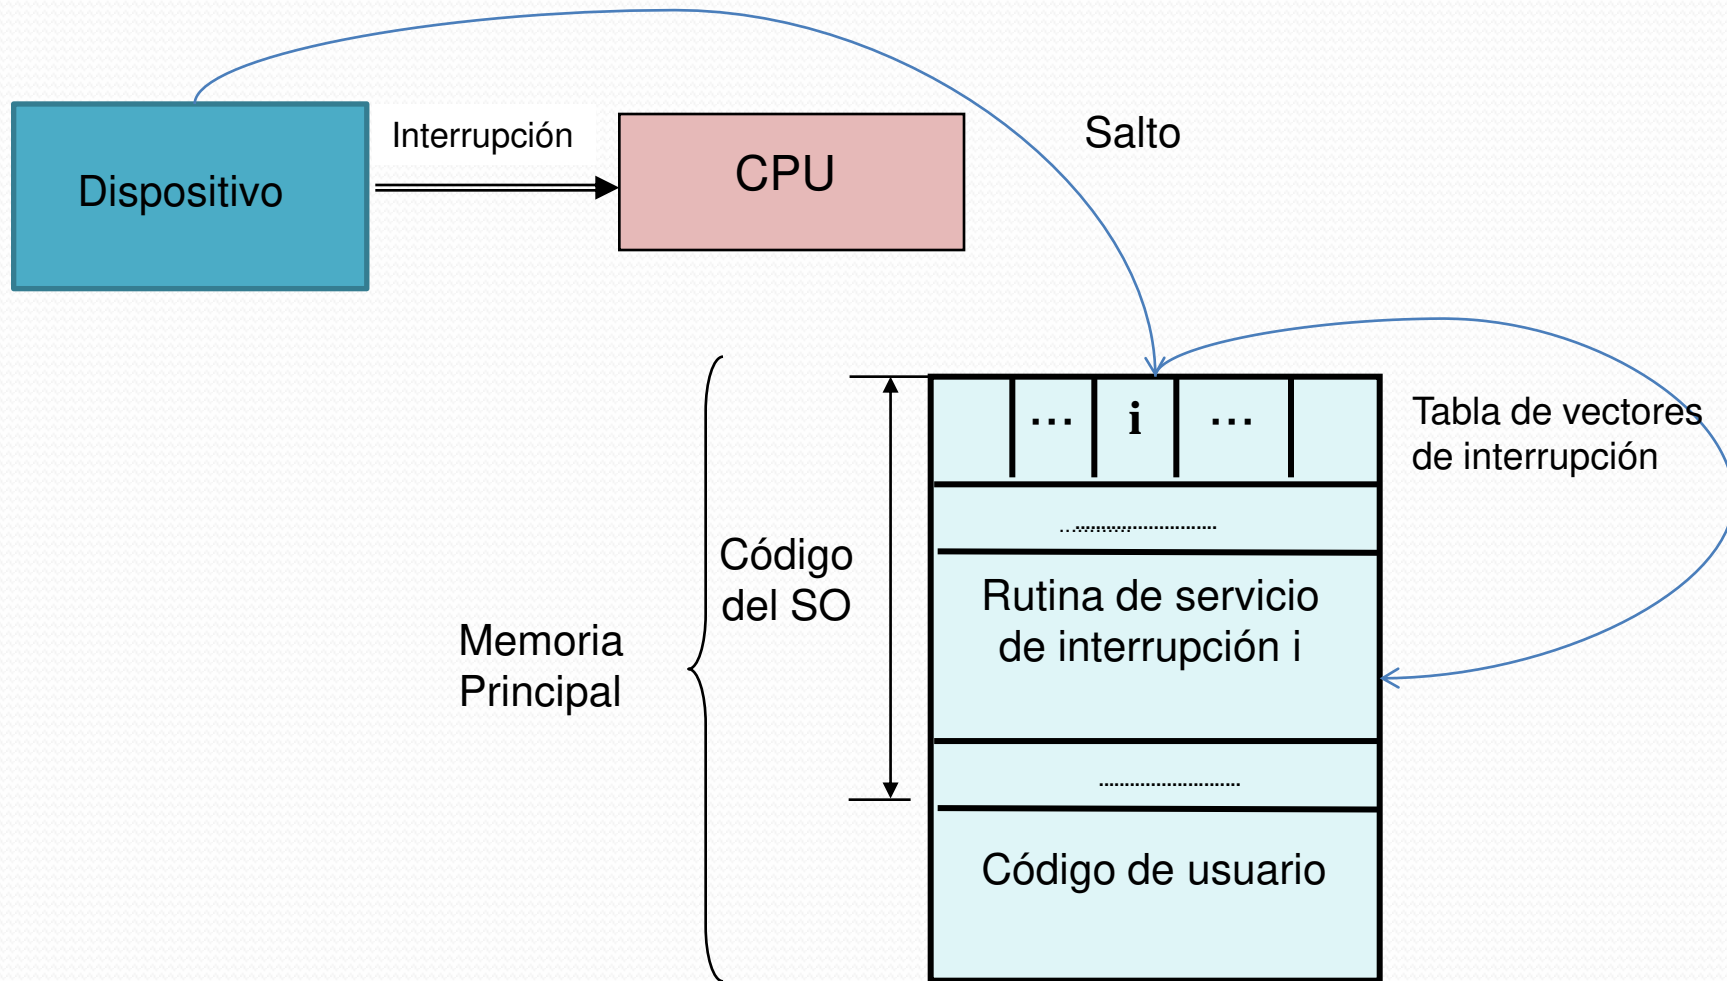 Interrupción
Dispositivo
CPU
Salto
... i ...
Tabla de vectores
de interrupción
Código
del SO
Rutina de servicio
de interrupción i
Memoria
Principal
Código de usuario